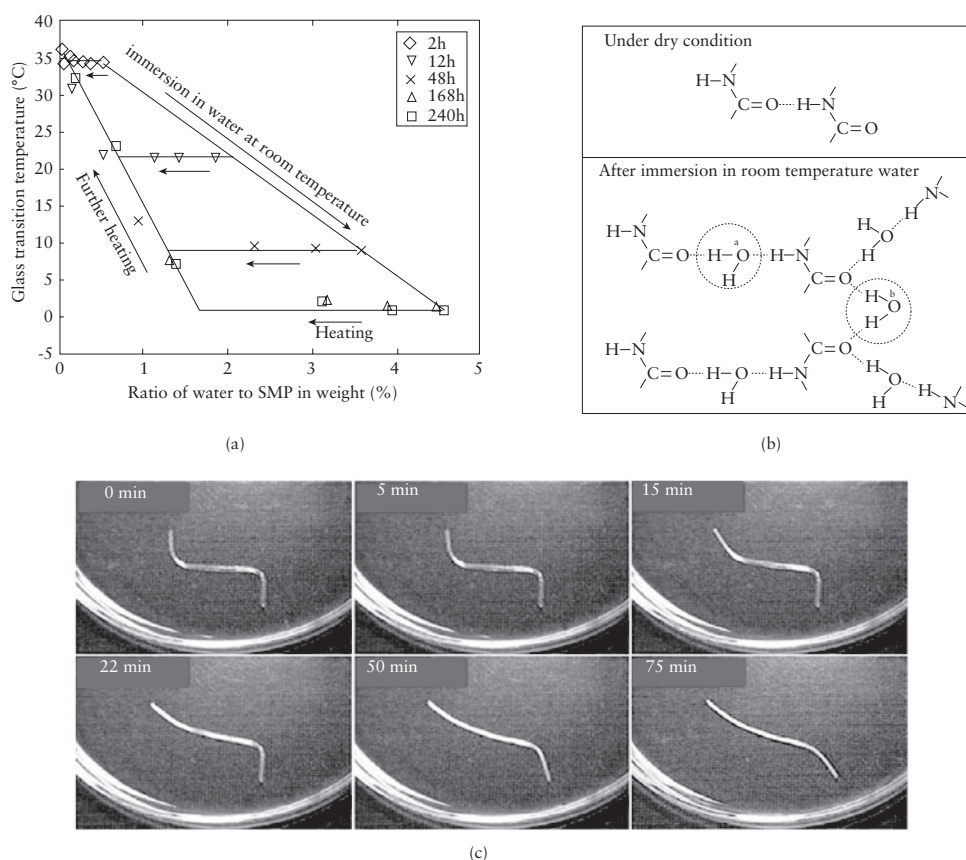 40
35
30
25
20
15
10
5
0
-5
Glass transition temperature (°C)
0 1 2 3 4 5
Ratio of water to SMP in weight (%)
2h
12h
48h
168h
240h
immersion in water at room temperature
Further heating
Heating
(a)
Under dry condition
H–N
C=O H–N
C=O
After immersion in room temperature water
H–N
C=O H–O a
H
H–N
C=O
H–O
H
H–N
H–O b
H
H–N
C=O H–O
H
H–N
C=O
H–O
H
H–N
(b)
0 min 5 min 15 min
22 min 50 min 75 min
(c)